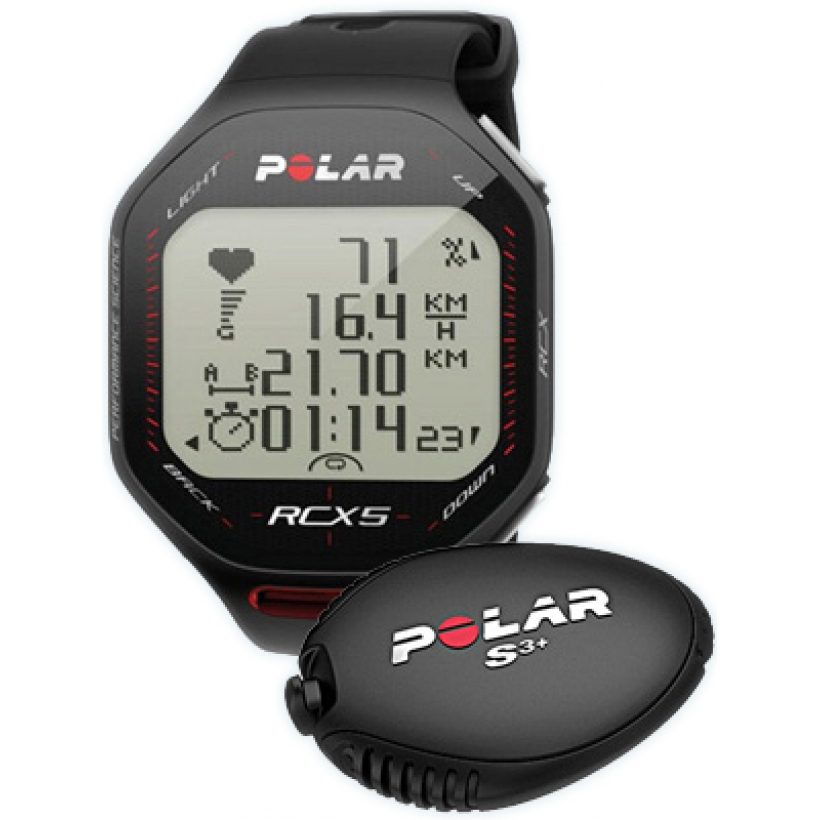 POLAR
LIGHT
UP
PERFORMANCE SCIENCE
RCX
71 %
G 16.4 KM/H
A B 21.70 KM
01:14 23
BACK
DOWN
RCX5
POLAR
S3+